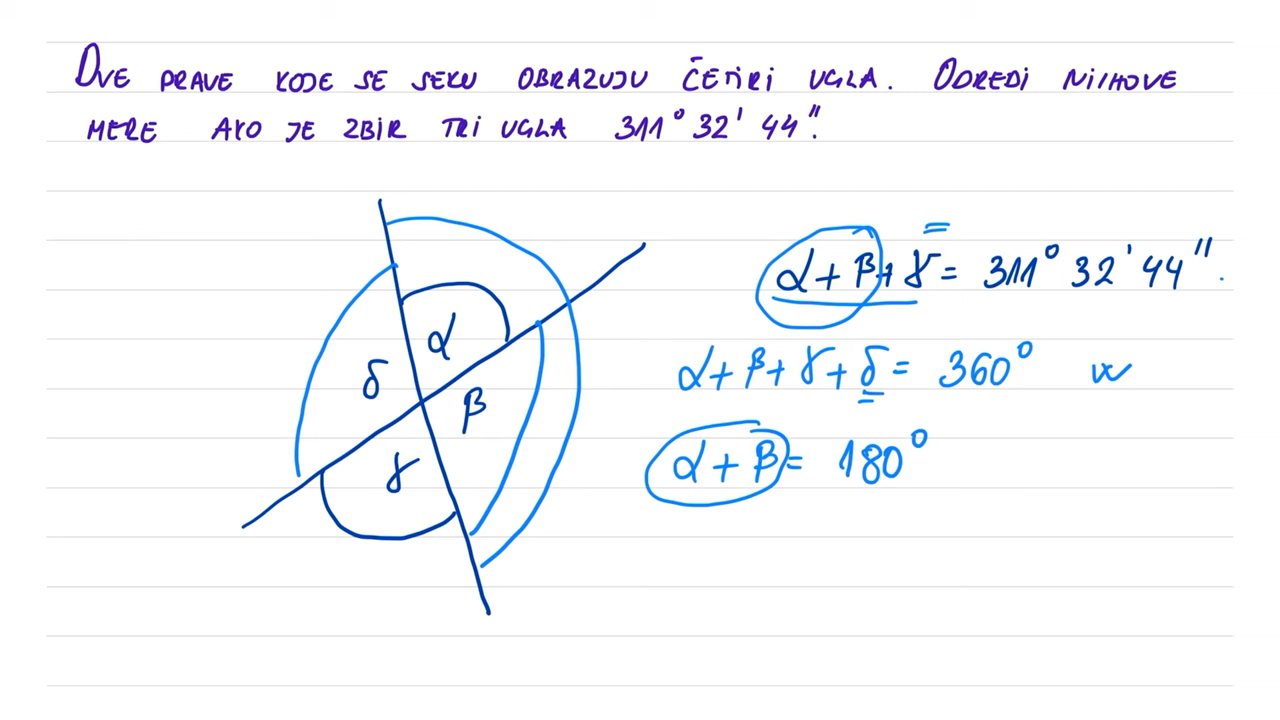 DVE PRAVE KOJE SE SEKU OBRAZUJU ČETIRI UGLA. ODREDI NJIHOVE
MERE AKO JE ZBIR TRI UGLA 311° 32' 44".
α + β + γ = 311° 32' 44".
α + β + γ + δ = 360°
α + β = 180°
α
δ
β
γ